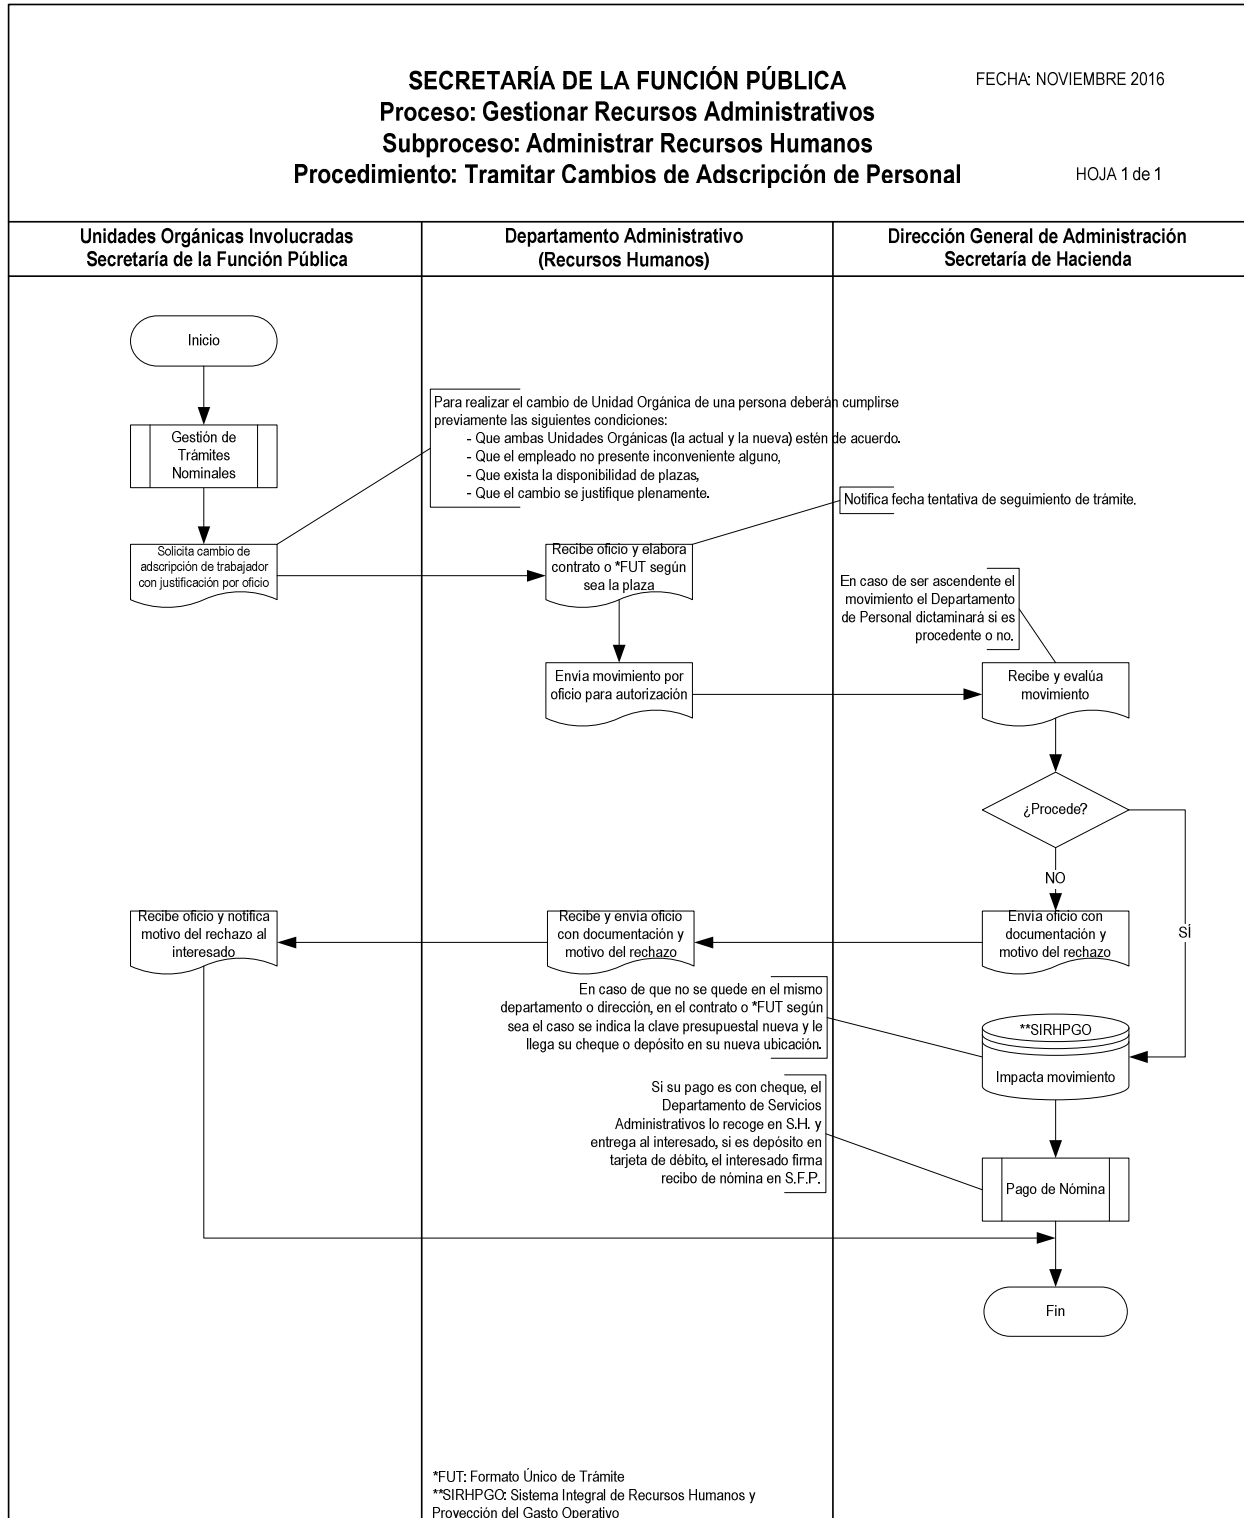 SECRETARÍA DE LA FUNCIÓN PÚBLICA
FECHA: NOVIEMBRE 2016
Proceso: Gestionar Recursos Administrativos
Subproceso: Administrar Recursos Humanos
Procedimiento: Tramitar Cambios de Adscripción de Personal
HOJA 1 de 1
Unidades Orgánicas Involucradas
Secretaría de la Función Pública
Departamento Administrativo
(Recursos Humanos)
Dirección General de Administración
Secretaría de Hacienda
Inicio
Gestión de
Trámites
Nominales
Para realizar el cambio de Unidad Orgánica de una persona deberán cumplirse
previamente las siguientes condiciones:
- Que ambas Unidades Orgánicas (la actual y la nueva) estén de acuerdo.
- Que el empleado no presente inconveniente alguno,
- Que exista la disponibilidad de plazas,
- Que el cambio se justifique plenamente.
Notifica fecha tentativa de seguimiento de trámite.
Solicita cambio de
adscripción de trabajador
con justificación por oficio
Recibe oficio y elabora
contrato o *FUT según
sea la plaza
En caso de ser ascendente el
movimiento el Departamento
de Personal dictaminará si es
procedente o no.
Envía movimiento por
oficio para autorización
Recibe y evalúa
movimiento
¿Procede?
NO
SÍ
Recibe oficio y notifica
motivo del rechazo al
interesado
Recibe y envía oficio
con documentación y
motivo del rechazo
Envía oficio con
documentación y
motivo del rechazo
En caso de que no se quede en el mismo
departamento o dirección, en el contrato o *FUT según
sea el caso se indica la clave presupuestal nueva y le
llega su cheque o depósito en su nueva ubicación.
**SIRHPGO
Impacta movimiento
Si su pago es con cheque, el
Departamento de Servicios
Administrativos lo recoge en S.H. y
entrega al interesado, si es depósito en
tarjeta de débito, el interesado firma
recibo de nómina en S.F.P.
Pago de Nómina
Fin
*FUT: Formato Único de Trámite
**SIRHPGO: Sistema Integral de Recursos Humanos y
Proyección del Gasto Operativo